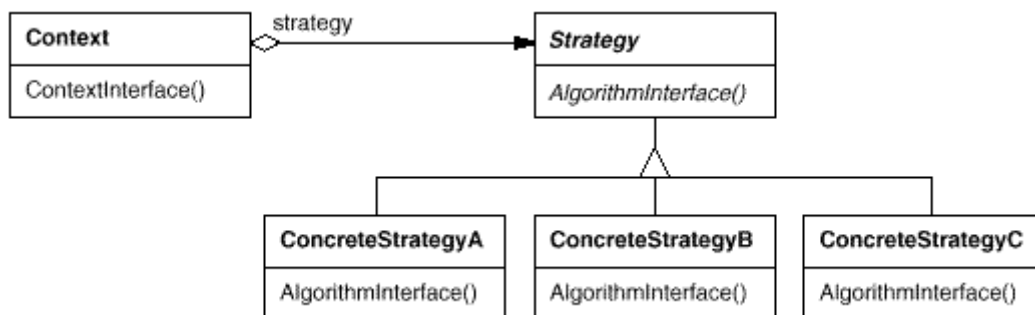 strategy
Context
Strategy
ContextInterface()
AlgorithmInterface()
ConcreteStrategyA
ConcreteStrategyB
ConcreteStrategyC
AlgorithmInterface()
AlgorithmInterface()
AlgorithmInterface()